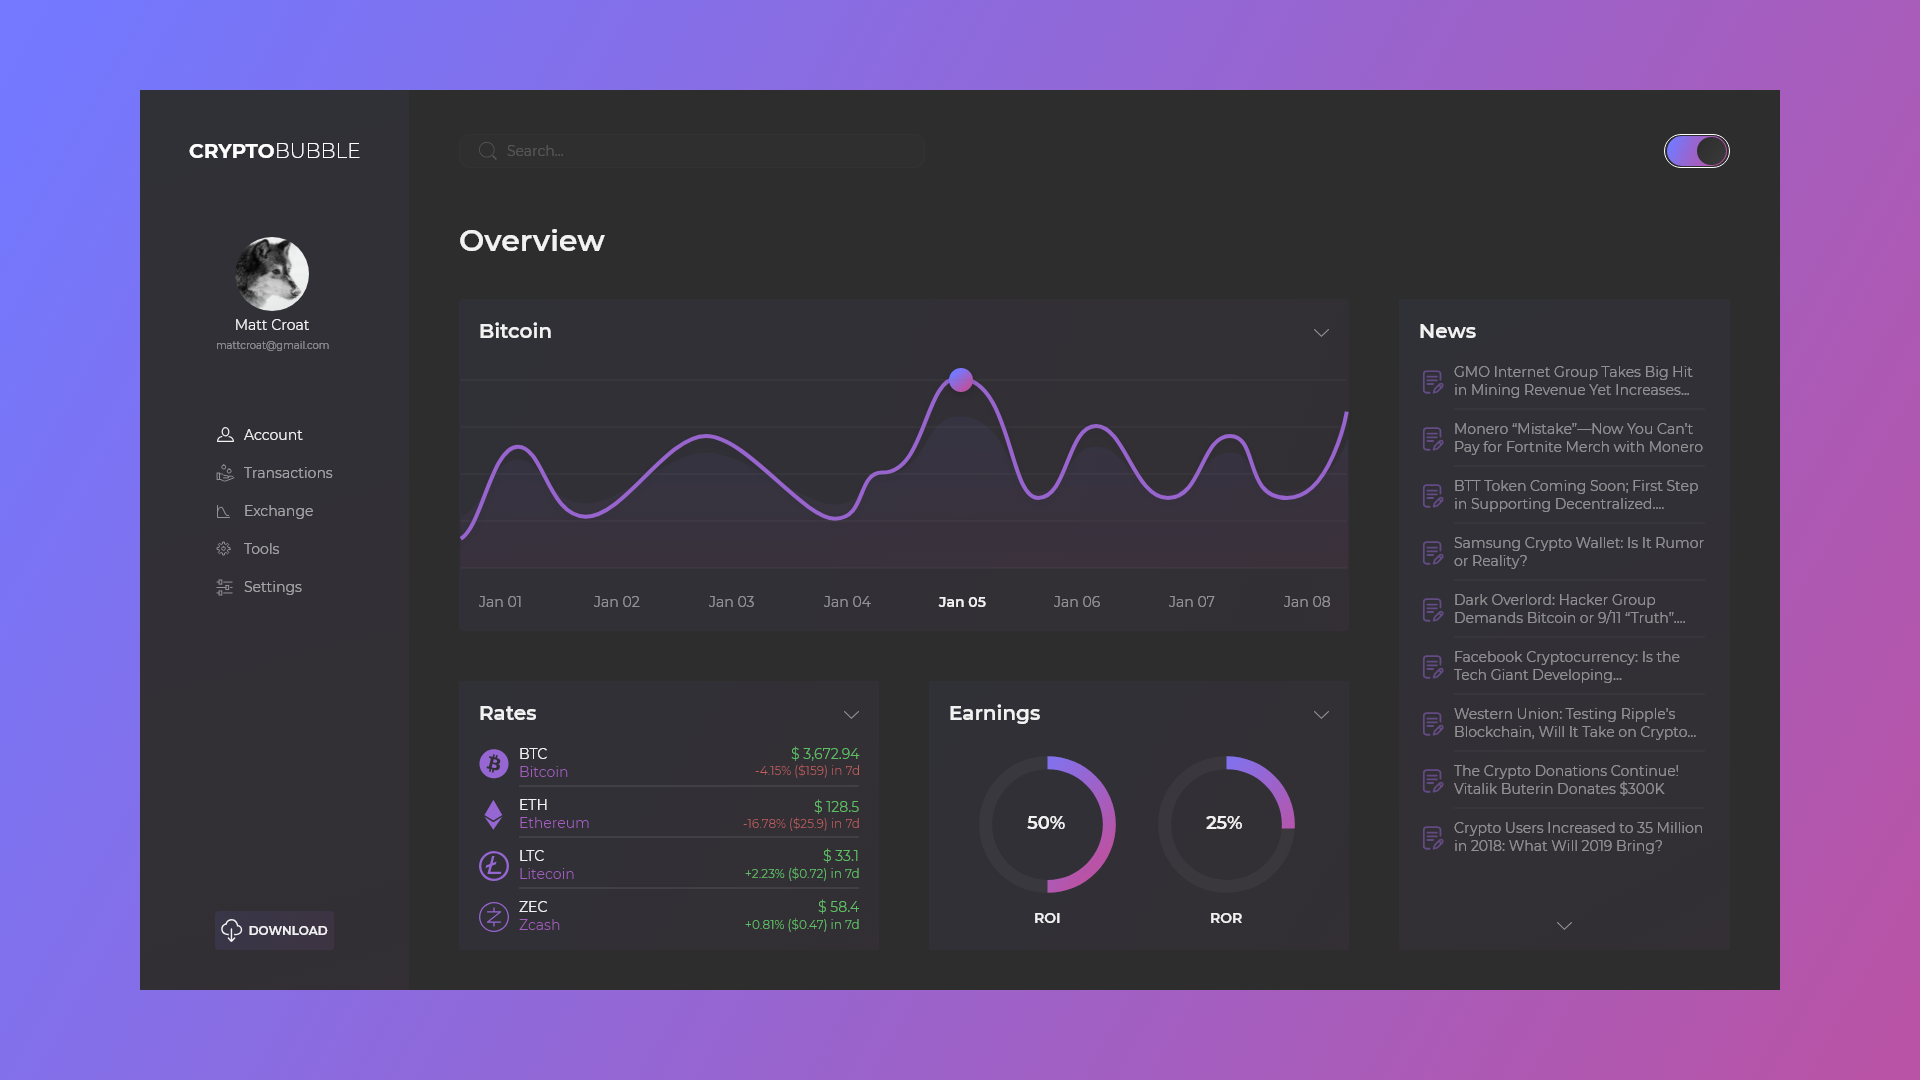 CRYPTOBUBBLE
Search...
Matt Croat
mattcroat@gmail.com
Account
Transactions
Exchange
Tools
Settings
DOWNLOAD
Overview
Bitcoin
Jan 01 Jan 02 Jan 03 Jan 04 Jan 05 Jan 06 Jan 07 Jan 08
Rates
BTC $ 3,672.94
Bitcoin -4.15% ($159) in 7d
ETH $ 128.5
Ethereum -16.78% ($25.9) in 7d
LTC $ 33.1
Litecoin +2.23% ($0.72) in 7d
ZEC $ 58.4
Zcash +0.81% ($0.47) in 7d
Earnings
50% 25%
ROI ROR
News
GMO Internet Group Takes Big Hit
in Mining Revenue Yet Increases...
Monero “Mistake”—Now You Can’t
Pay for Fortnite Merch with Monero
BTT Token Coming Soon; First Step
in Supporting Decentralized....
Samsung Crypto Wallet: Is It Rumor
or Reality?
Dark Overlord: Hacker Group
Demands Bitcoin or 9/11 “Truth”....
Facebook Cryptocurrency: Is the
Tech Giant Developing...
Western Union: Testing Ripple’s
Blockchain, Will It Take on Crypto...
The Crypto Donations Continue!
Vitalik Buterin Donates $300K
Crypto Users Increased to 35 Million
in 2018: What Will 2019 Bring?